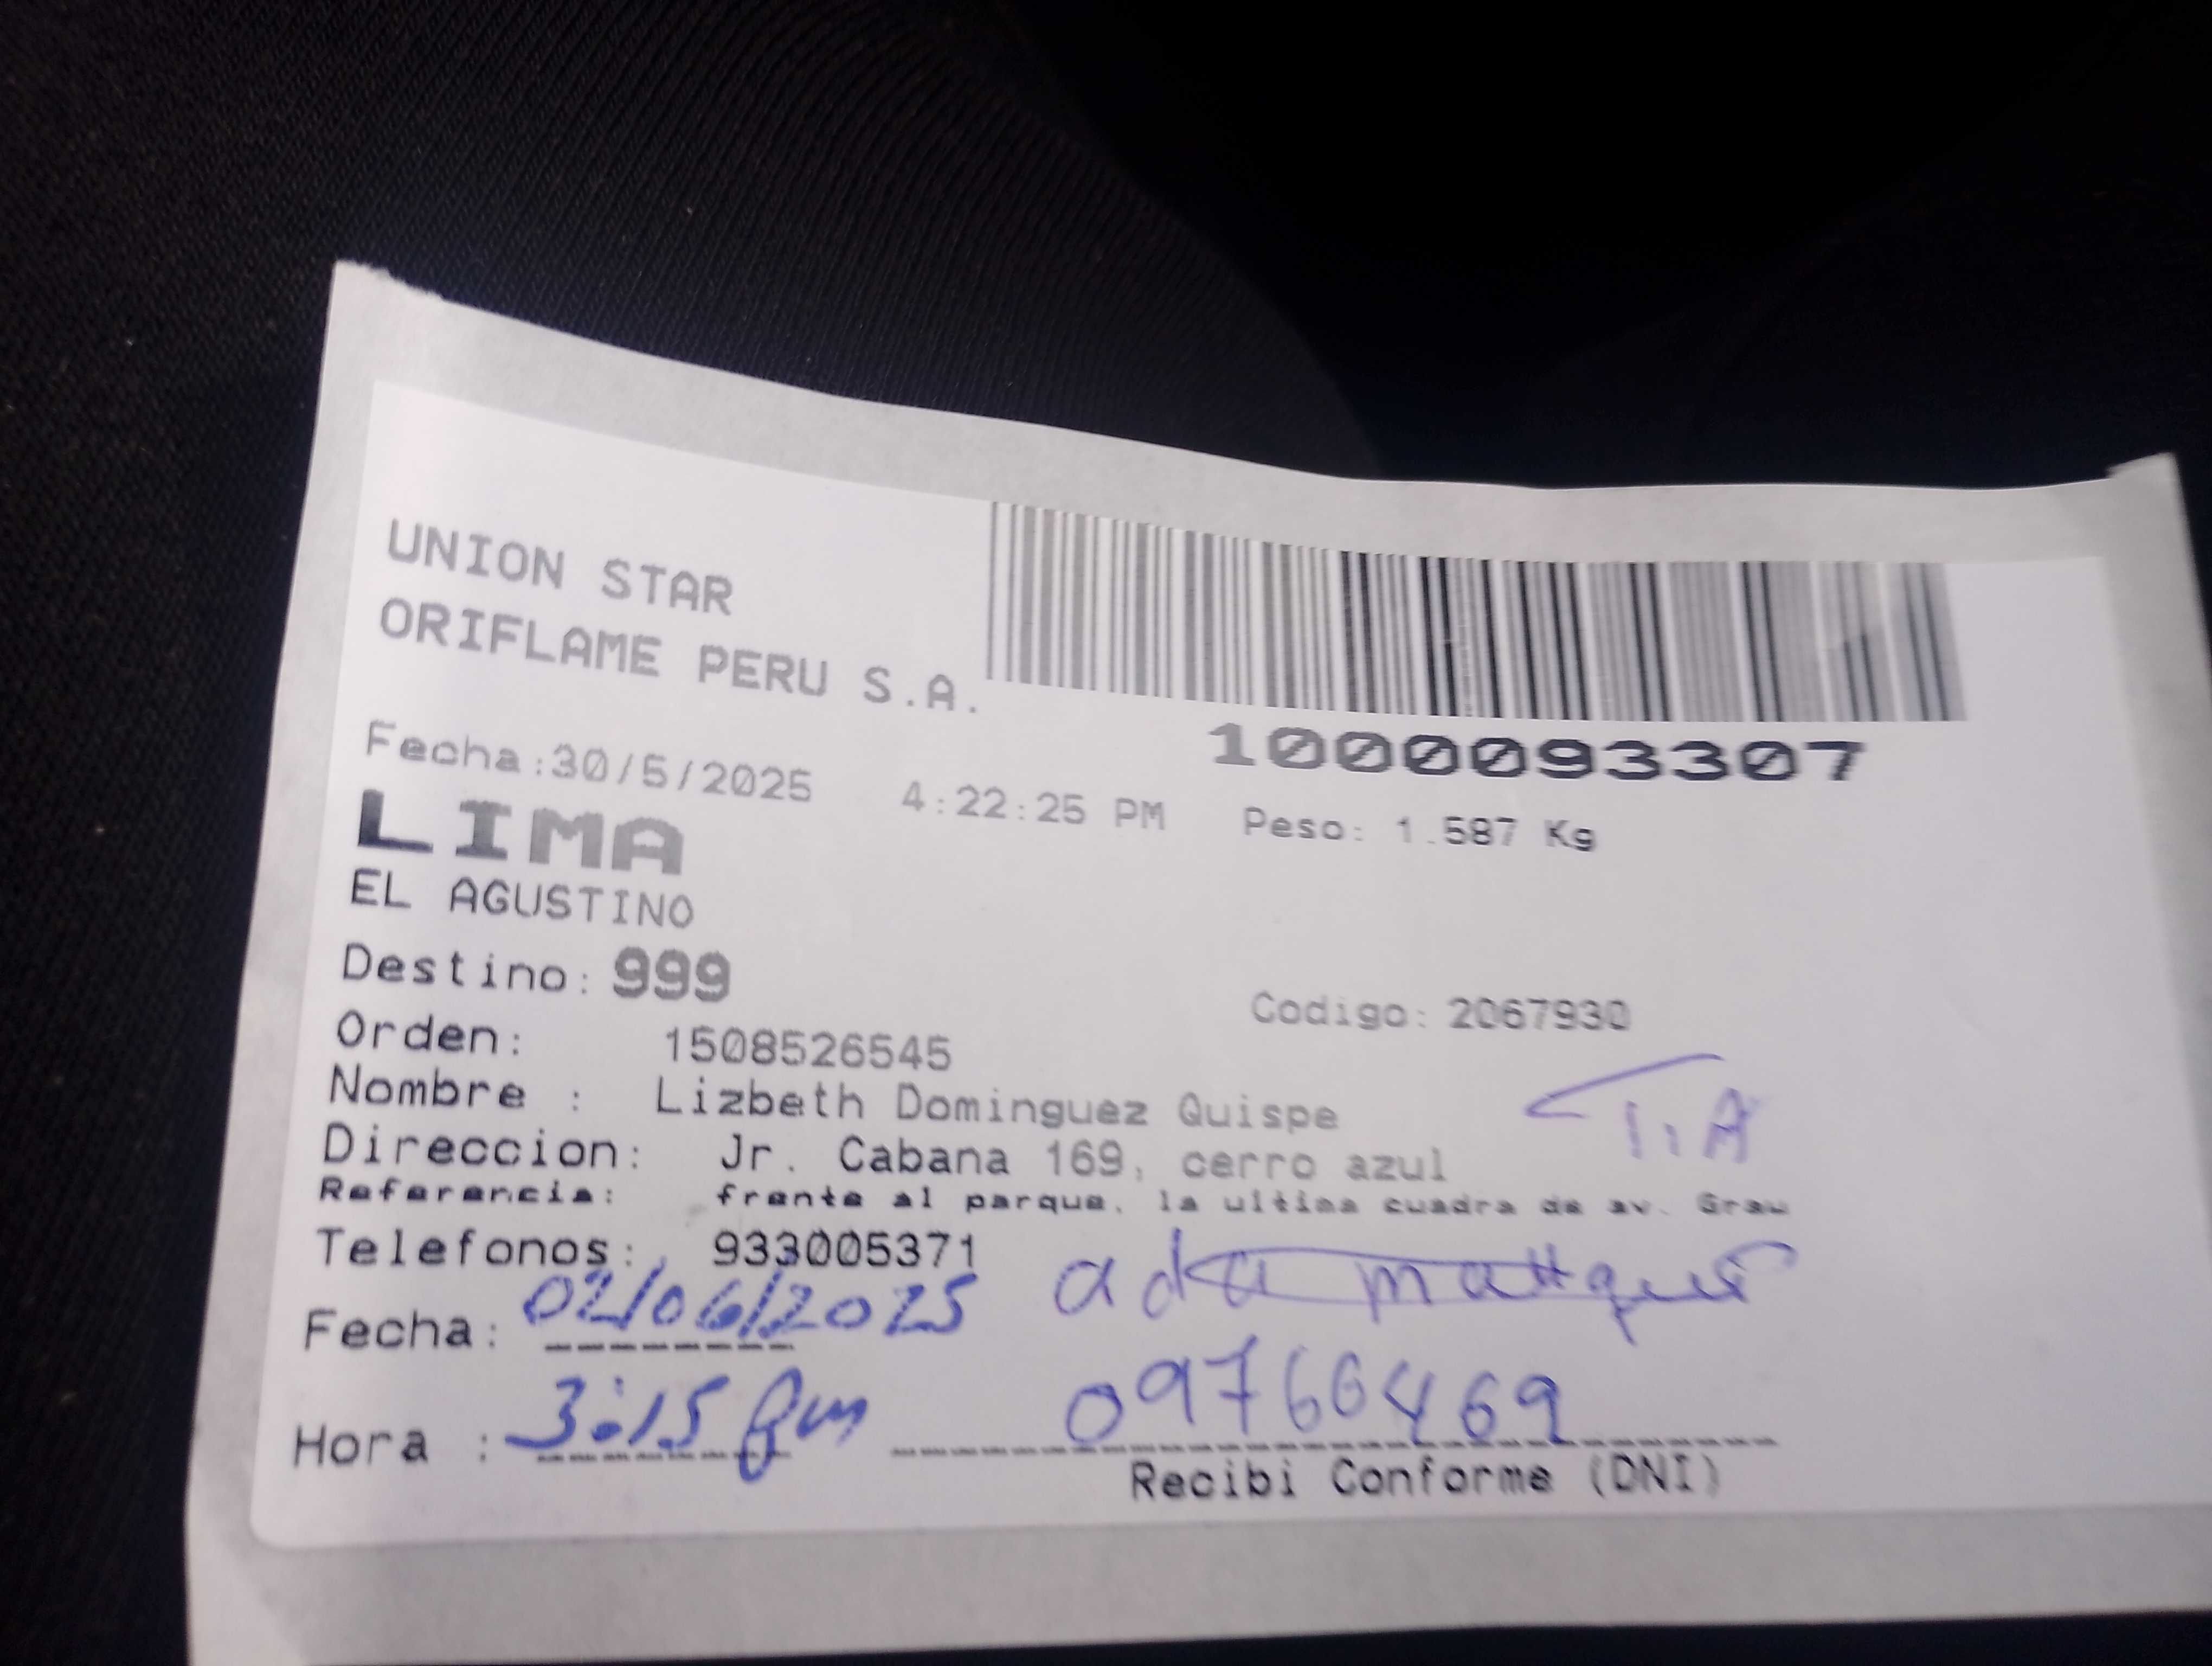 UNION STAR
ORIFLAME PERU S.A.
1000093307
Fecha:30/5/2025 4:22:25 PM Peso: 1.587 Kg
LIMA
EL AGUSTINO
Destino: 999
Codigo: 2067930
Orden: 1508526545
Nombre : Lizbeth Dominguez Quispe
Direccion: Jr. Cabana 169, cerro azul
T.A
Referencia: frente al parque, la ultima cuadra de av. Grau
Telefonos: 933005371
Fecha: 02/06/2025
Hora : 3:15 pm 09766469
Recibi Conforme (DNI)